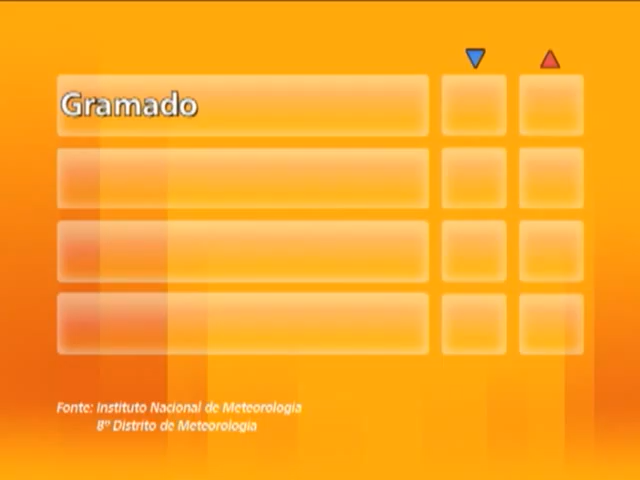 Gramado
Fonte: Instituto Nacional de Meteorologia
8º Distrito de Meteorologia